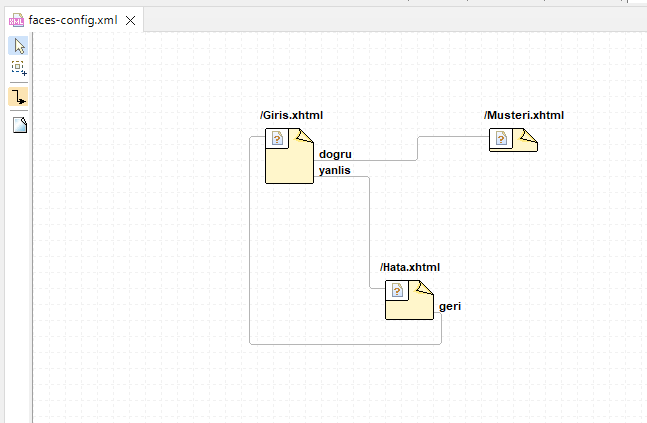 faces-config.xml
/Giris.xhtml
/Musteri.xhtml
dogru
yanlis
/Hata.xhtml
geri